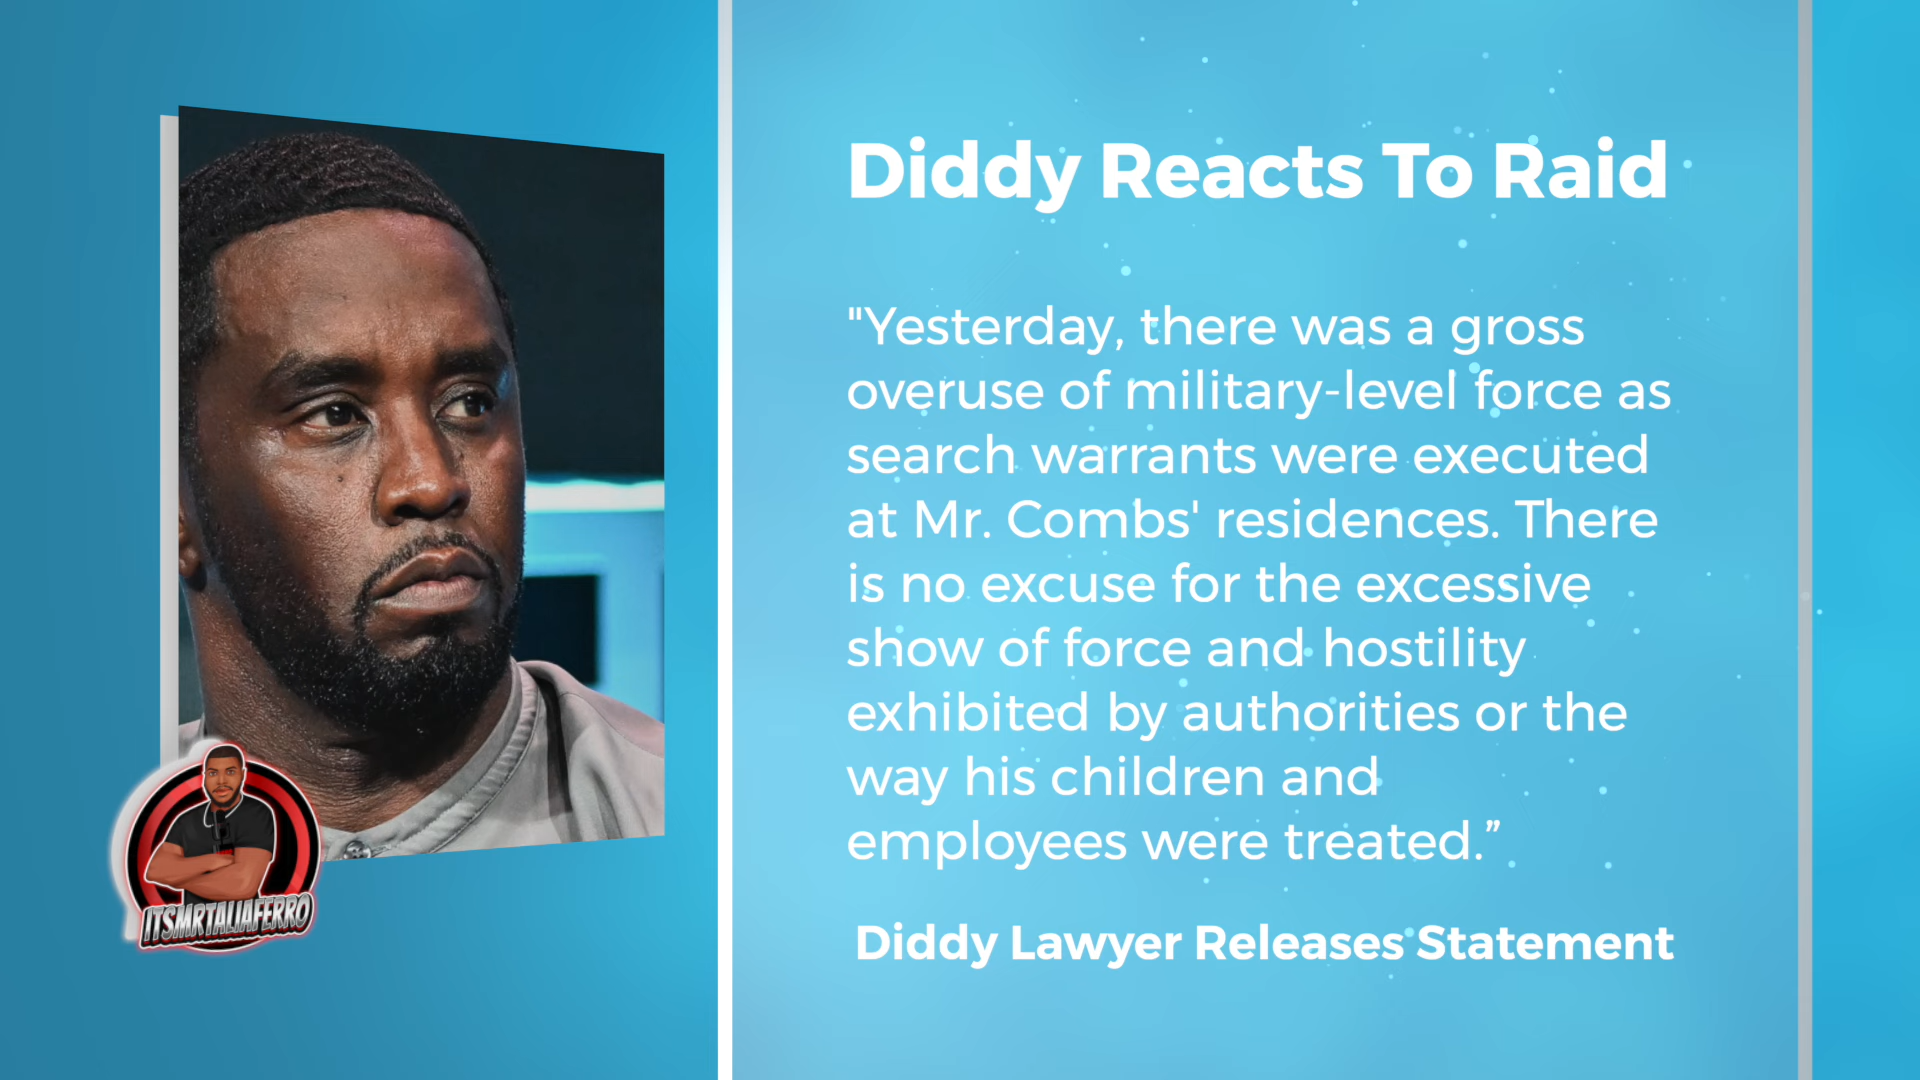 Diddy Reacts To Raid
"Yesterday, there was a gross
overuse of military-level force as
search warrants were executed
at Mr. Combs' residences. There
is no excuse for the excessive
show of force and hostility
exhibited by authorities or the
way his children and
employees were treated.”
Diddy Lawyer Releases Statement
ITSMRTALIAFERRO